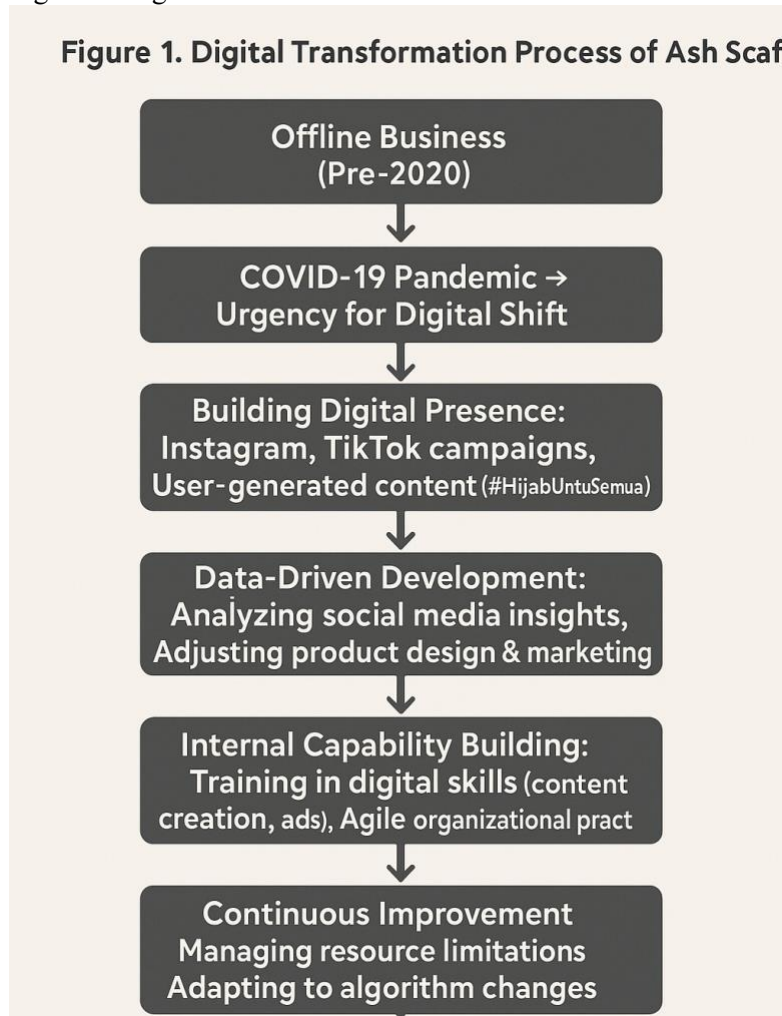 Figure 1. Digital Transformation Process of Ash Scaf
Offline Business
(Pre-2020)
COVID-19 Pandemic →
Urgency for Digital Shift
Building Digital Presence:
Instagram, TikTok campaigns,
User-generated content (#HijabUntuSemua)
Data-Driven Development:
Analyzing social media insights,
Adjusting product design & marketing
Internal Capability Building:
Training in digital skills (content
creation, ads), Agile organizational pract
Continuous Improvement
Managing resource limitations
Adapting to algorithm changes